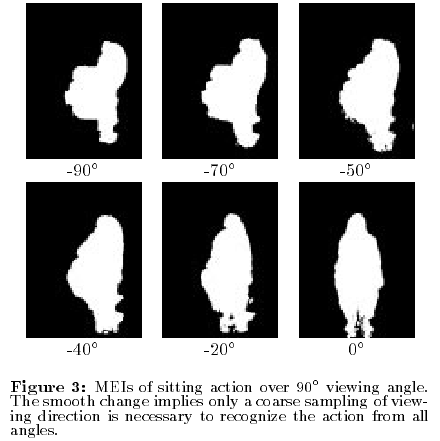 -90° -70° -50°
-40° -20° 0°
Figure 3: MEIs of sitting action over 90° viewing angle.
The smooth change implies only a coarse sampling of view-
ing direction is necessary to recognize the action from all
angles.